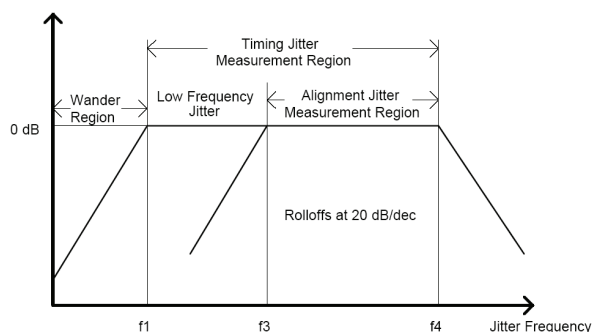 Timing Jitter
Measurement Region
Wander
Region
Low Frequency
Jitter
Alignment Jitter
Measurement Region
0 dB
Rolloffs at 20 dB/dec
f1
f3
f4
Jitter Frequency